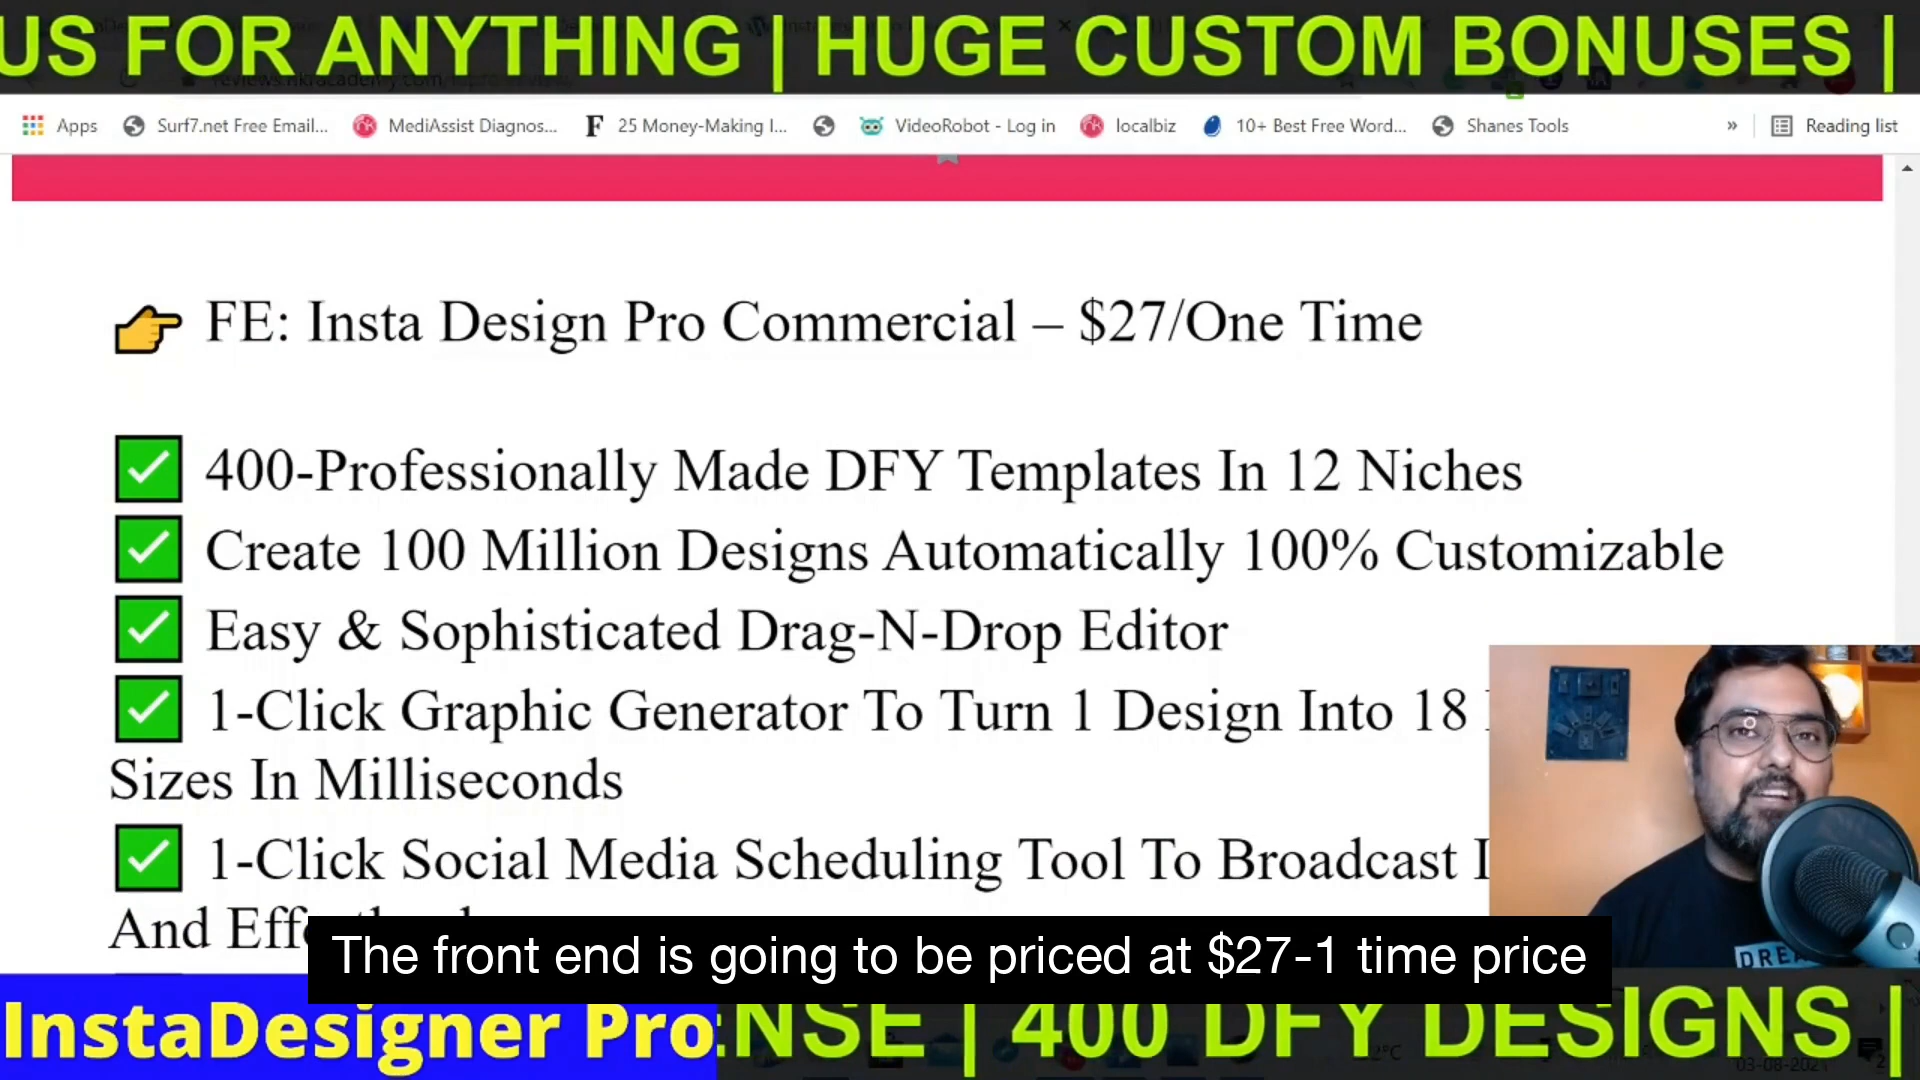 US FOR ANYTHING | HUGE CUSTOM BONUSES |
Apps Surf7.net Free Email... MediAssist Diagnos... 25 Money-Making I... VideoRobot - Log in localbiz 10+ Best Free Word... Shanes Tools » Reading list
FE: Insta Design Pro Commercial – $27/One Time
400-Professionally Made DFY Templates In 12 Niches
Create 100 Million Designs Automatically 100% Customizable
Easy & Sophisticated Drag-N-Drop Editor
1-Click Graphic Generator To Turn 1 Design Into 18
Sizes In Milliseconds
1-Click Social Media Scheduling Tool To Broadcast
And
The front end is going to be priced at $27-1 time price
InstaDesigner Pro ENSE | 400 DFY DESIGNS |